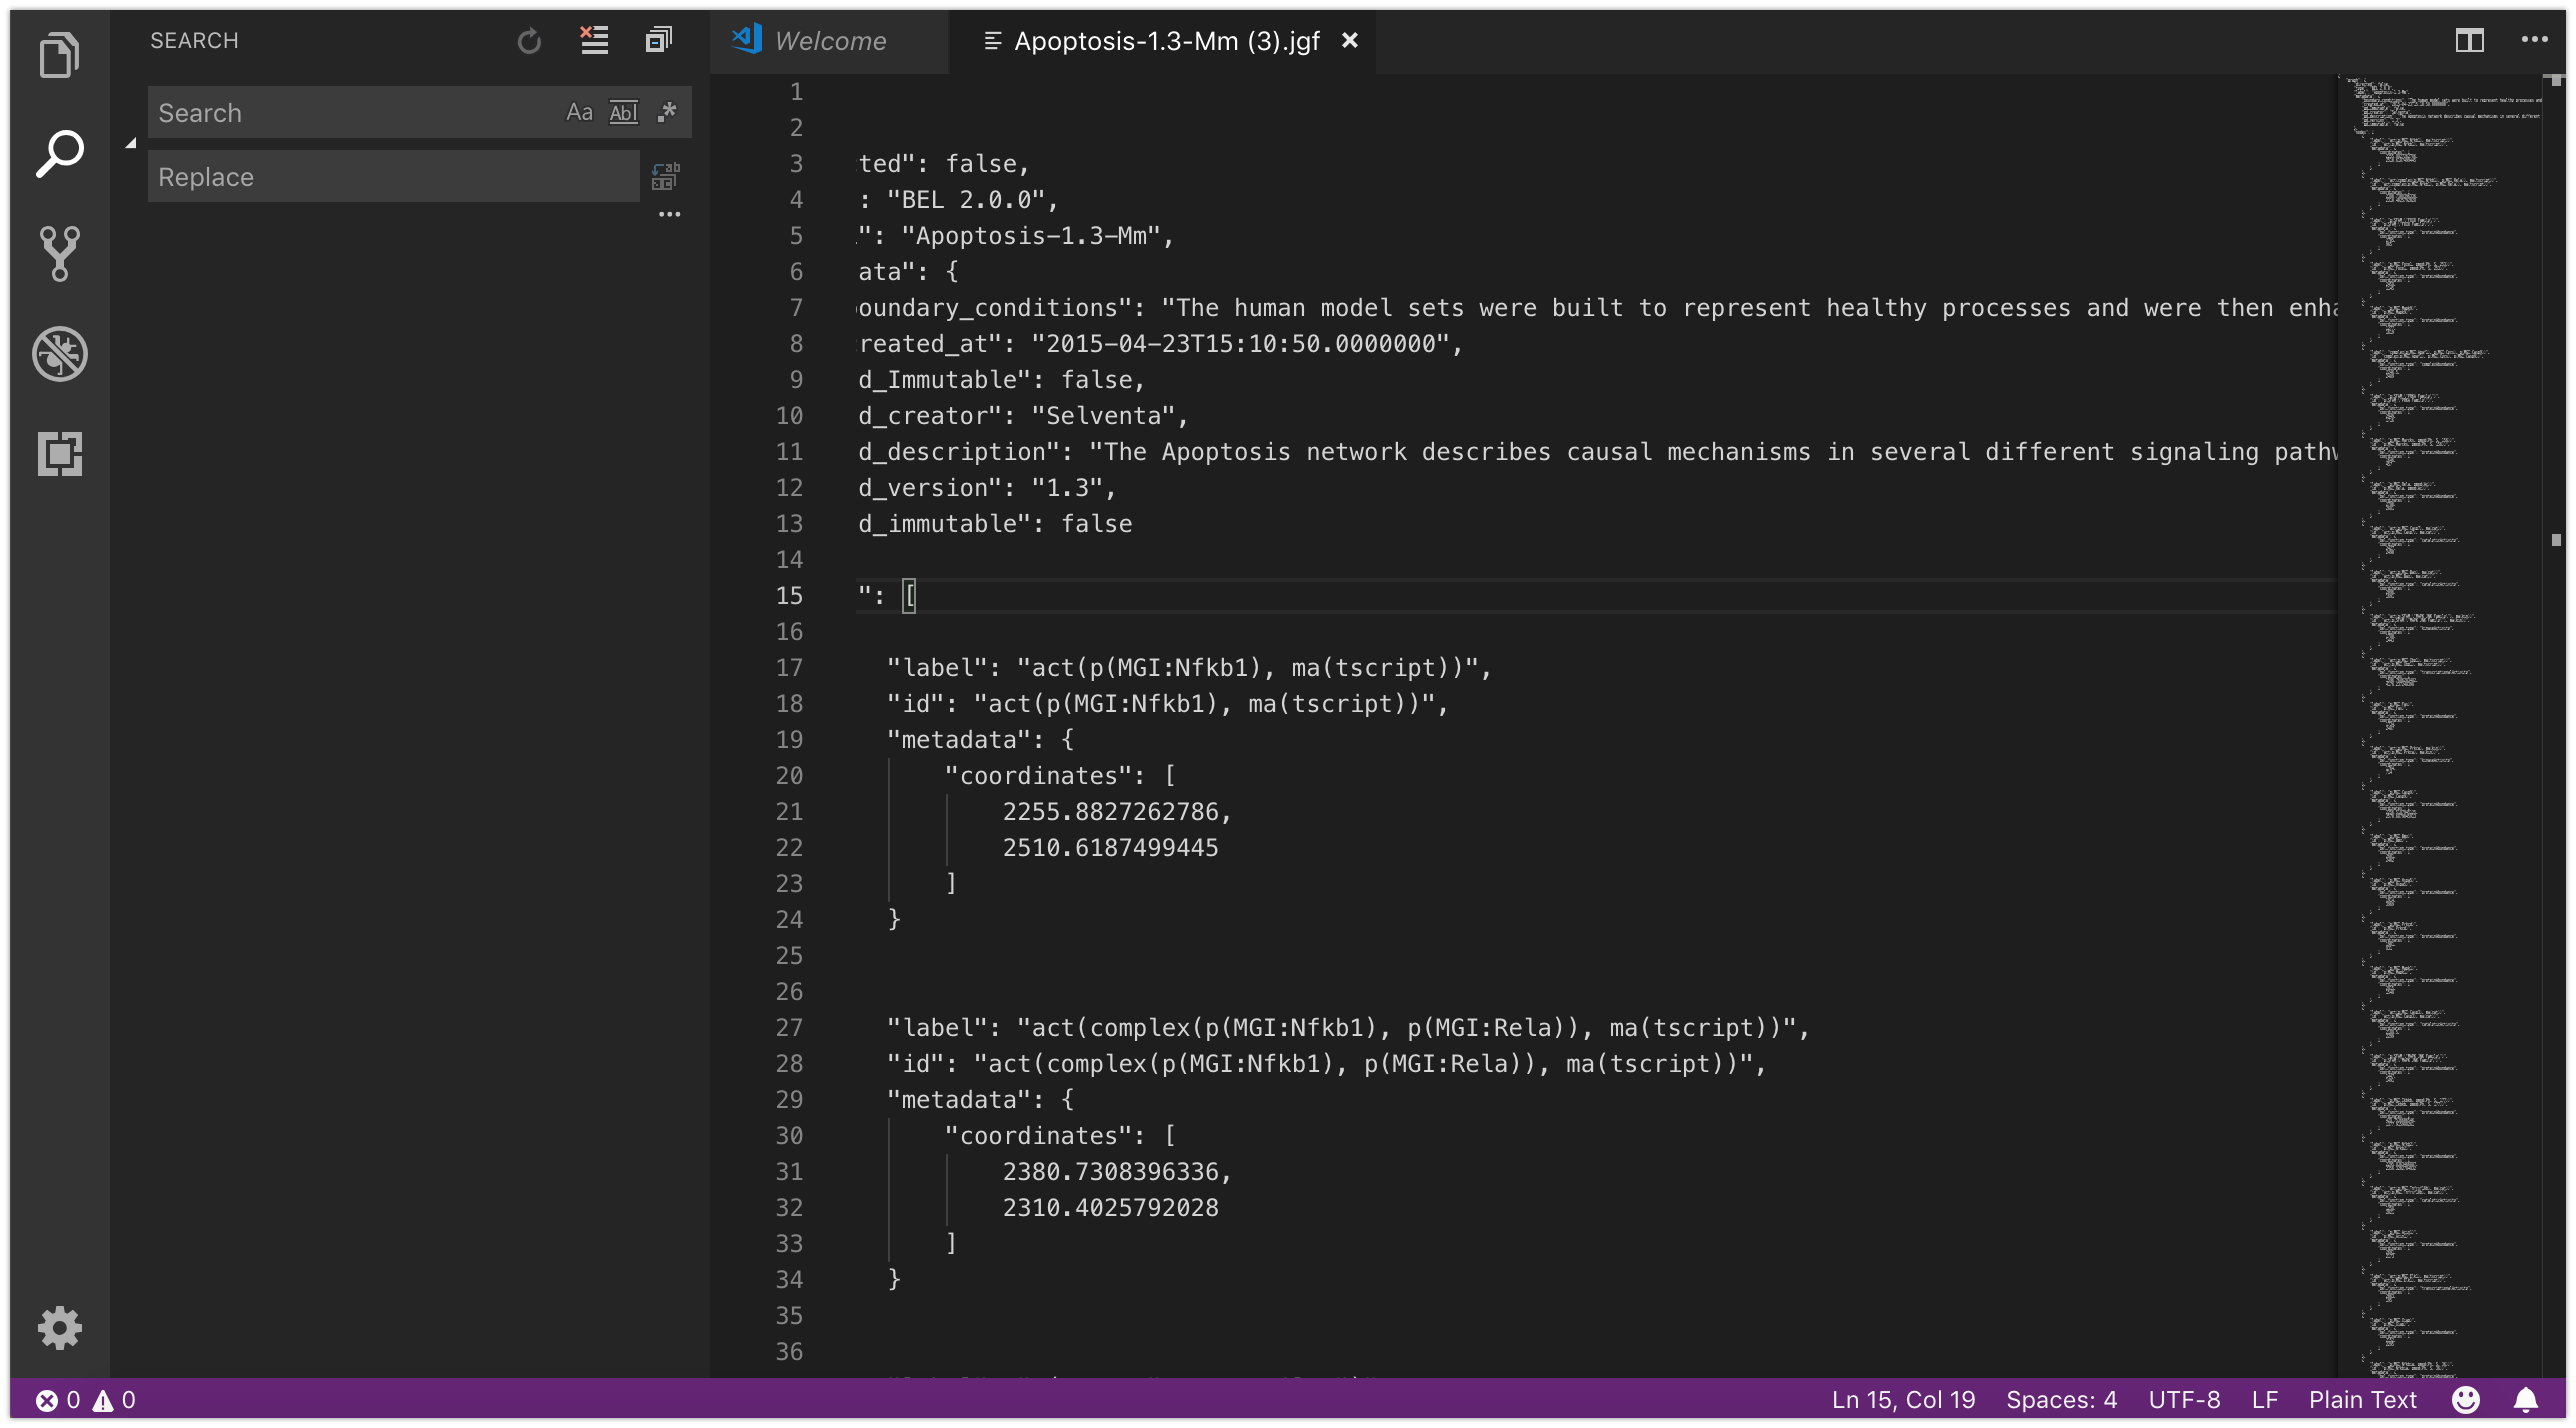 SEARCH
Search
Aa Abl .*
Replace
Welcome
Apoptosis-1.3-Mm (3).jgf
1
2
3 ted": false,
4 : "BEL 2.0.0",
5 ": "Apoptosis-1.3-Mm",
6 ata": {
7 oundary_conditions": "The human model sets were built to represent healthy processes and were then enha
8 reated_at": "2015-04-23T15:10:50.0000000",
9 d_Immutable": false,
10 d_creator": "Selventa",
11 d_description": "The Apoptosis network describes causal mechanisms in several different signaling pathw
12 d_version": "1.3",
13 d_immutable": false
14
15 ": [
16
17 "label": "act(p(MGI:Nfkb1), ma(tscript))",
18 "id": "act(p(MGI:Nfkb1), ma(tscript))",
19 "metadata": {
20 "coordinates": [
21 2255.8827262786,
22 2510.6187499445
23 ]
24 }
25
26
27 "label": "act(complex(p(MGI:Nfkb1), p(MGI:Rela)), ma(tscript))",
28 "id": "act(complex(p(MGI:Nfkb1), p(MGI:Rela)), ma(tscript))",
29 "metadata": {
30 "coordinates": [
31 2380.7308396336,
32 2310.4025792028
33 ]
34 }
35
36
0 0
Ln 15, Col 19 Spaces: 4 UTF-8 LF Plain Text